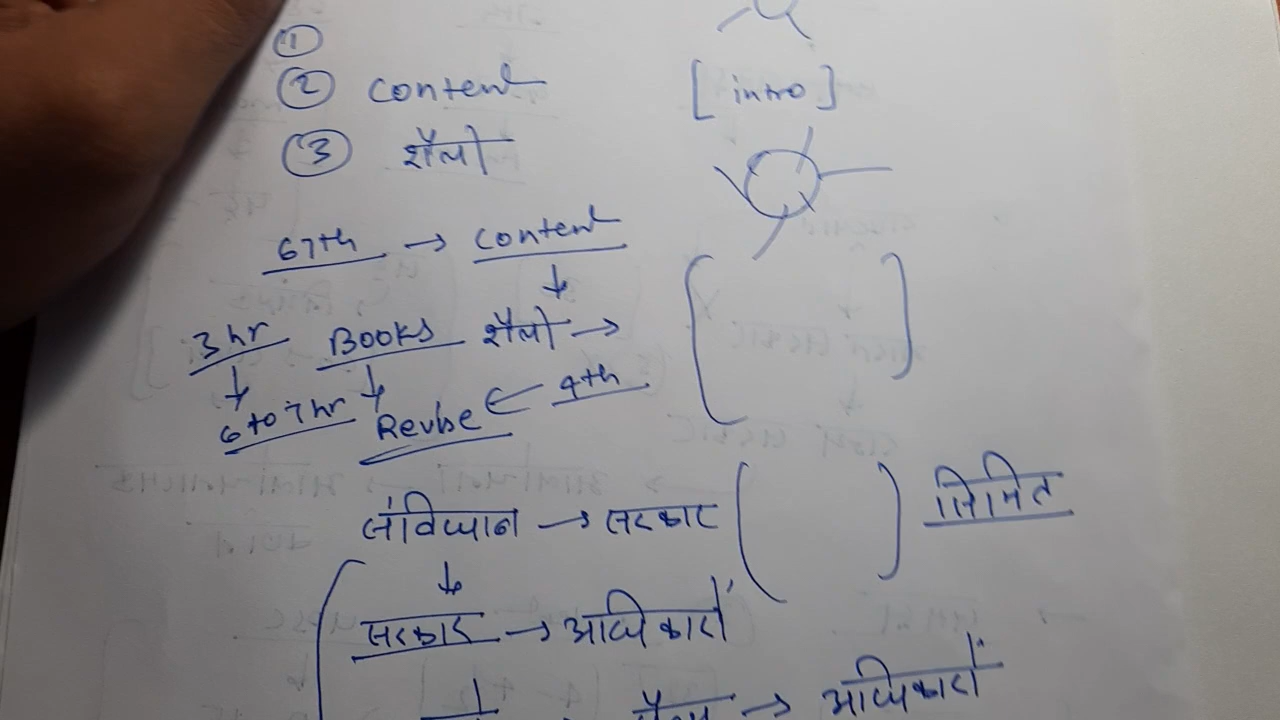 ①
② content [intro]
③ शैली
67th → content
↓
3 hr Books शैली →
↓ ↓
6 to 7 hr Revise ← 4th
संविधान → सरकार ( ) लिमित
↓
सरकार → अधिकारों
↓
→ अधिकारों